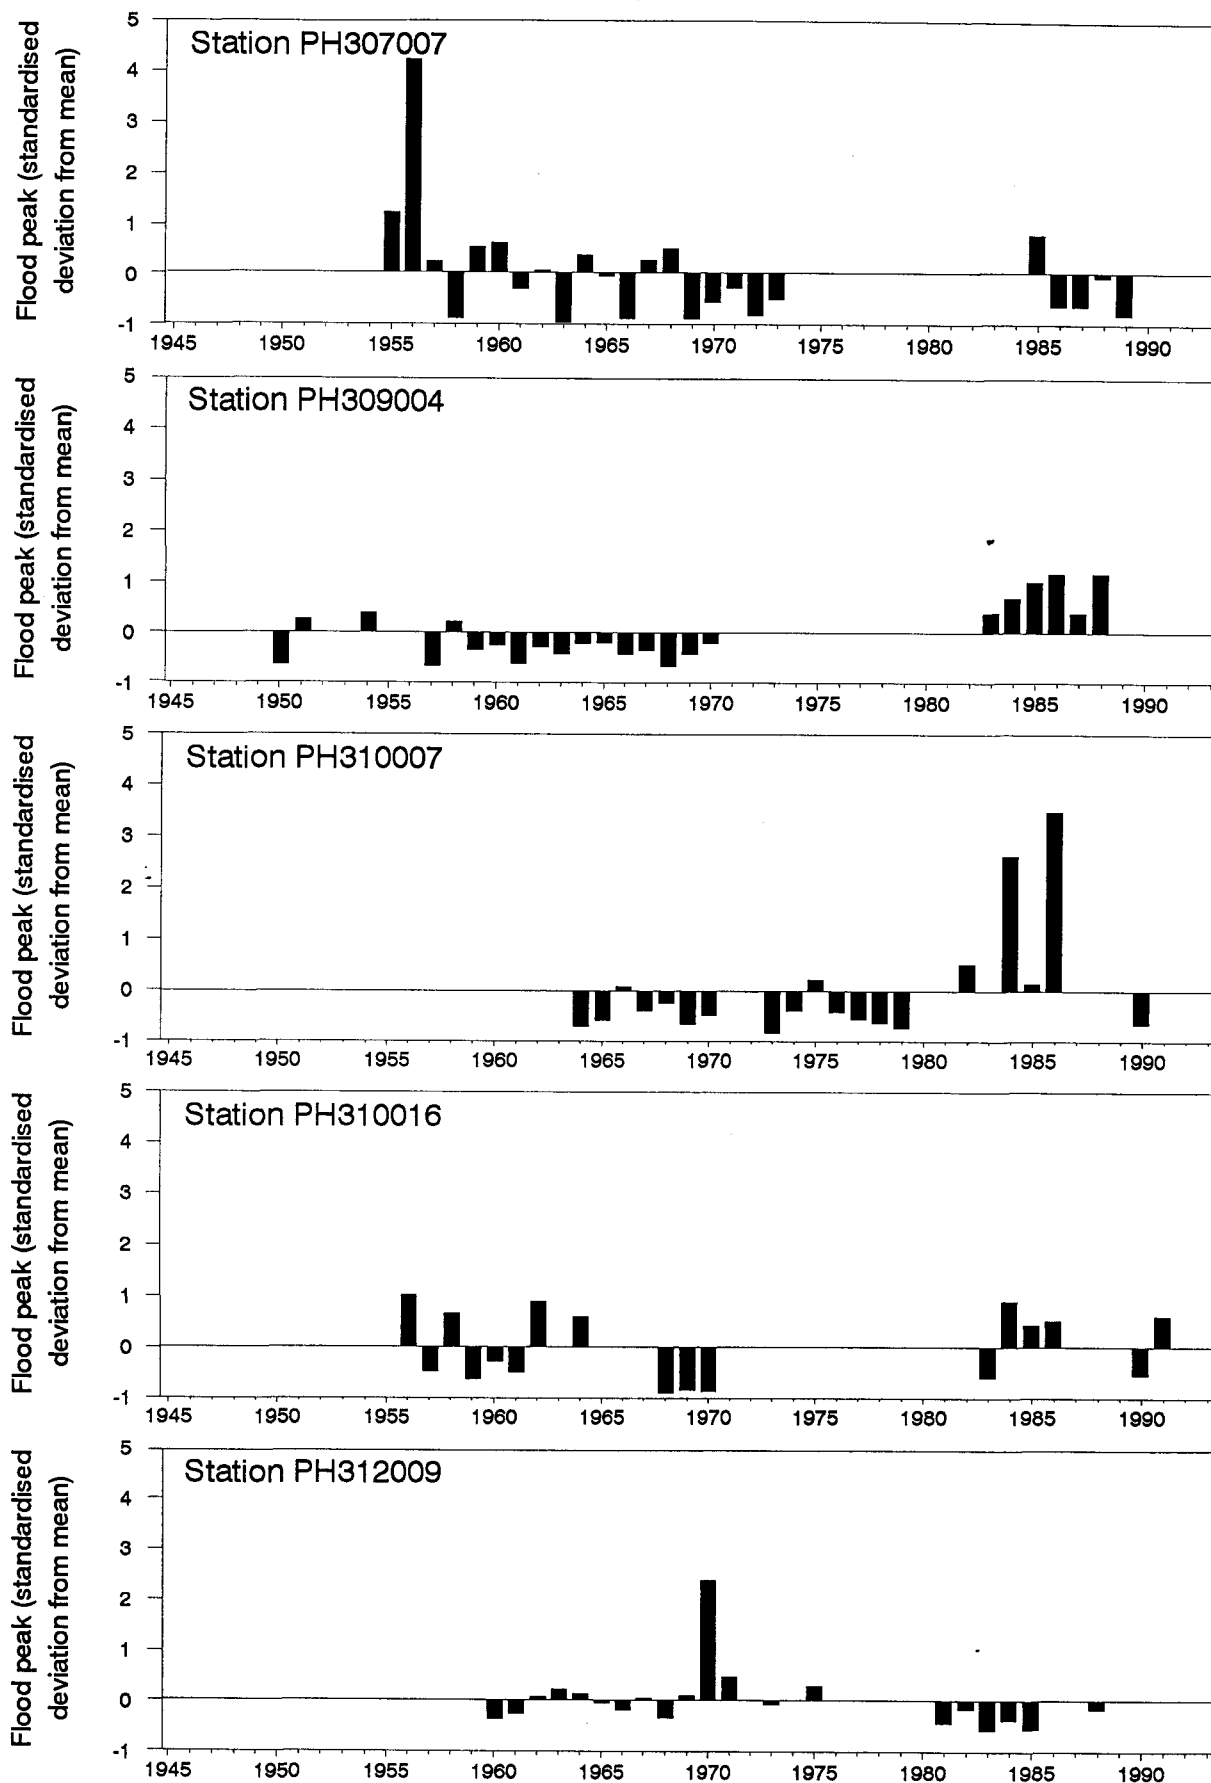 Flood peak (standardised
deviation from mean)
Station PH307007
5
4
3
2
1
0
-1
1945 1950 1955 1960 1965 1970 1975 1980 1985 1990
Flood peak (standardised
deviation from mean)
Station PH309004
5
4
3
2
1
0
-1
1945 1950 1955 1960 1965 1970 1975 1980 1985 1990
Flood peak (standardised
deviation from mean)
Station PH310007
5
4
3
2
1
0
-1
1945 1950 1955 1960 1965 1970 1975 1980 1985 1990
Flood peak (standardised
deviation from mean)
Station PH310016
5
4
3
2
1
0
-1
1945 1950 1955 1960 1965 1970 1975 1980 1985 1990
Flood peak (standardised
deviation from mean)
Station PH312009
5
4
3
2
1
0
-1
1945 1950 1955 1960 1965 1970 1975 1980 1985 1990